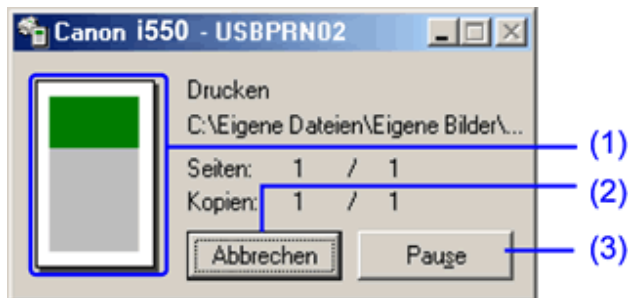 Canon i550 - USBPRN02
Drucken
C:\Eigene Dateien\Eigene Bilder\...
Seiten: 1 / 1
Kopien: 1 / 1
Abbrechen
Pause
(1)
(2)
(3)